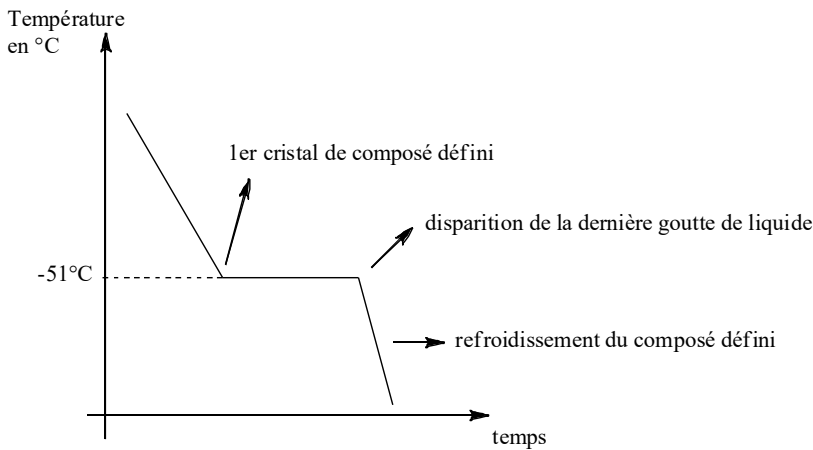 Température
en °C
1er cristal de composé défini
disparition de la dernière goutte de liquide
-51°C
refroidissement du composé défini
temps